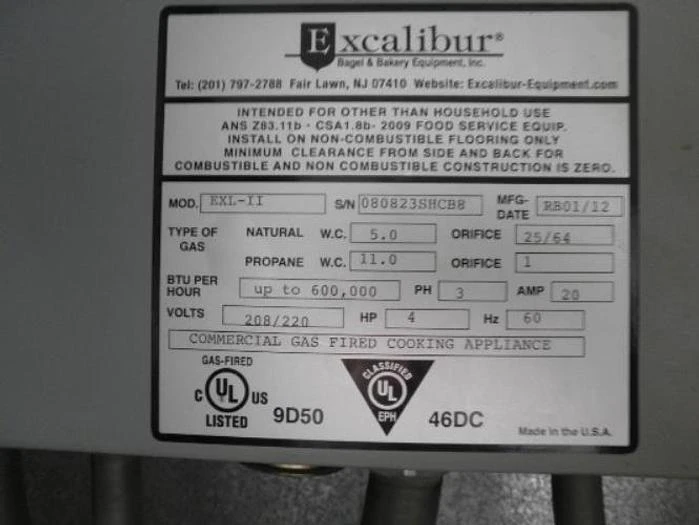 Excalibur®
Bagel & Bakery Equipment, Inc.
Tel: (201) 797-2788 Fair Lawn, NJ 07410 Website: Excalibur-Equipment.com
INTENDED FOR OTHER THAN HOUSEHOLD USE
ANS Z83.11b - CSA1.8b- 2009 FOOD SERVICE EQUIP.
INSTALL ON NON-COMBUSTIBLE FLOORING ONLY
MINIMUM CLEARANCE FROM SIDE AND BACK FOR
COMBUSTIBLE AND NON COMBUSTIBLE CONSTRUCTION IS ZERO.
MOD. EXL-II S/N 080823SHCB8 MFG-DATE RB01/12
TYPE OF GAS NATURAL W.C. 5.0 ORIFICE 25/64
PROPANE W.C. 11.0 ORIFICE 1
BTU PER HOUR up to 600,000 PH 3 AMP 20
VOLTS 208/220 HP 4 Hz 60
COMMERCIAL GAS FIRED COOKING APPLIANCE
GAS-FIRED
C UL US
LISTED
9D50
CLASSIFIED
UL
EPH
46DC
Made in the U.S.A.